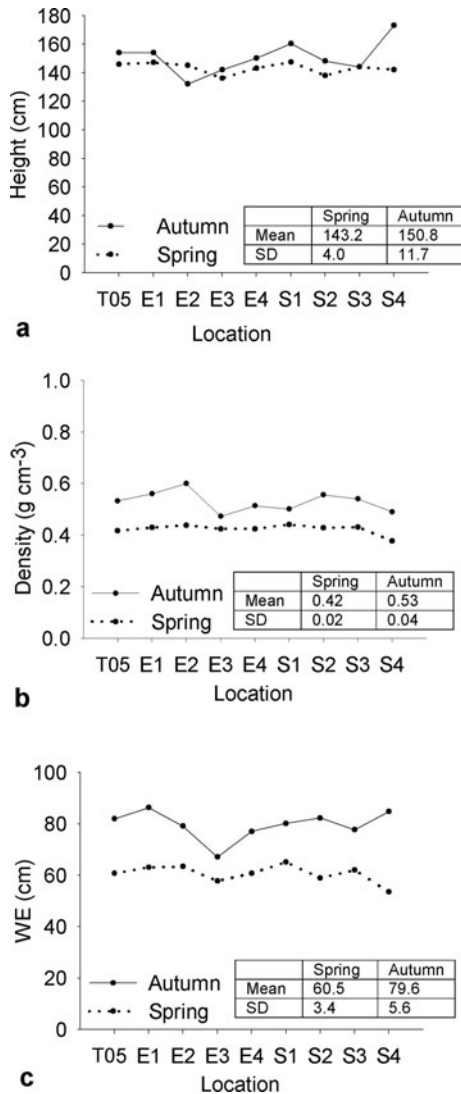 180
160
140
120
100
80
60
40
20
0
Height (cm)
Autumn
Spring
Spring Autumn
Mean 143.2 150.8
SD 4.0 11.7
T05 E1 E2 E3 E4 S1 S2 S3 S4
Location
a
1.0
0.8
0.6
0.4
0.2
0.0
Density (g cm-3)
Autumn
Spring
Spring Autumn
Mean 0.42 0.53
SD 0.02 0.04
T05 E1 E2 E3 E4 S1 S2 S3 S4
Location
b
100
80
60
40
20
0
WE (cm)
Autumn
Spring
Spring Autumn
Mean 60.5 79.6
SD 3.4 5.6
T05 E1 E2 E3 E4 S1 S2 S3 S4
Location
c